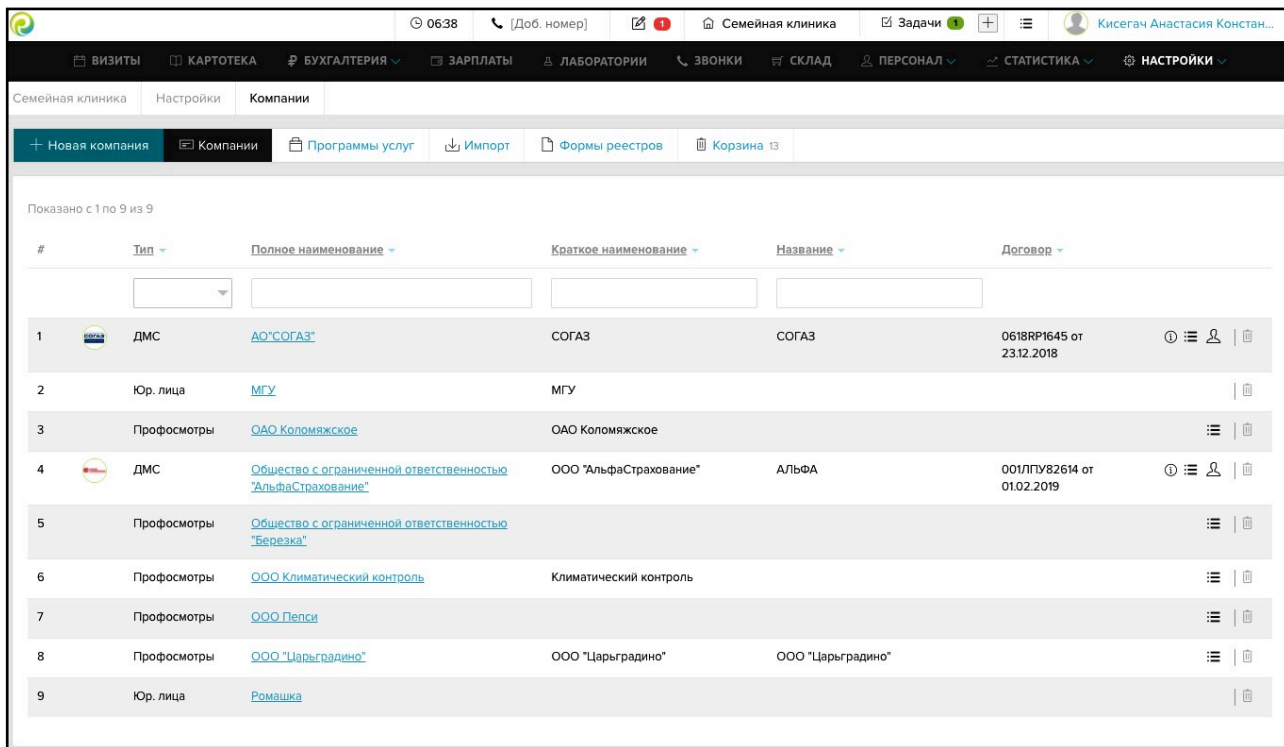 06:38 [Доб. номер] 1 Семейная клиника Задачи 1 Кисегач Анастасия Констан...
ВИЗИТЫ КАРТОТЕКА БУХГАЛТЕРИЯ ЗАРПЛАТЫ ЛАБОРАТОРИИ ЗВОНКИ СКЛАД ПЕРСОНАЛ СТАТИСТИКА НАСТРОЙКИ
Семейная клиника Настройки Компании
+ Новая компания Компании Программы услуг Импорт Формы реестров Корзина 13
Показано с 1 по 9 из 9
# Тип Полное наименование Краткое наименование Название Договор
1 СОГАЗ ДМС АО"СОГАЗ" СОГАЗ СОГАЗ 0618RP1645 от
23.12.2018
2 Юр. лица МГУ МГУ
3 Профосмотры ОАО Коломяжское ОАО Коломяжское
4 ДМС Общество с ограниченной ответственностью ООО "АльфаСтрахование" АЛЬФА 001ЛПУ82614 от
"АльфаСтрахование" 01.02.2019
5 Профосмотры Общество с ограниченной ответственностью
"Березка"
6 Профосмотры ООО Климатический контроль Климатический контроль
7 Профосмотры ООО Пепси
8 Профосмотры ООО "Царьградино" ООО "Царьградино" ООО "Царьградино"
9 Юр. лица Ромашка